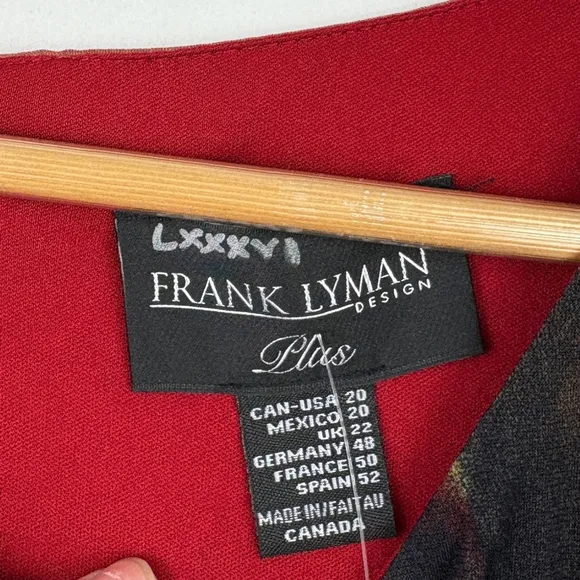 LXXXVI
FRANK LYMAN
DESIGN
Plus
CAN-USA 20
MEXICO 20
UK 22
GERMANY 48
FRANCE 50
SPAIN 52
MADE IN/FAIT AU
CANADA